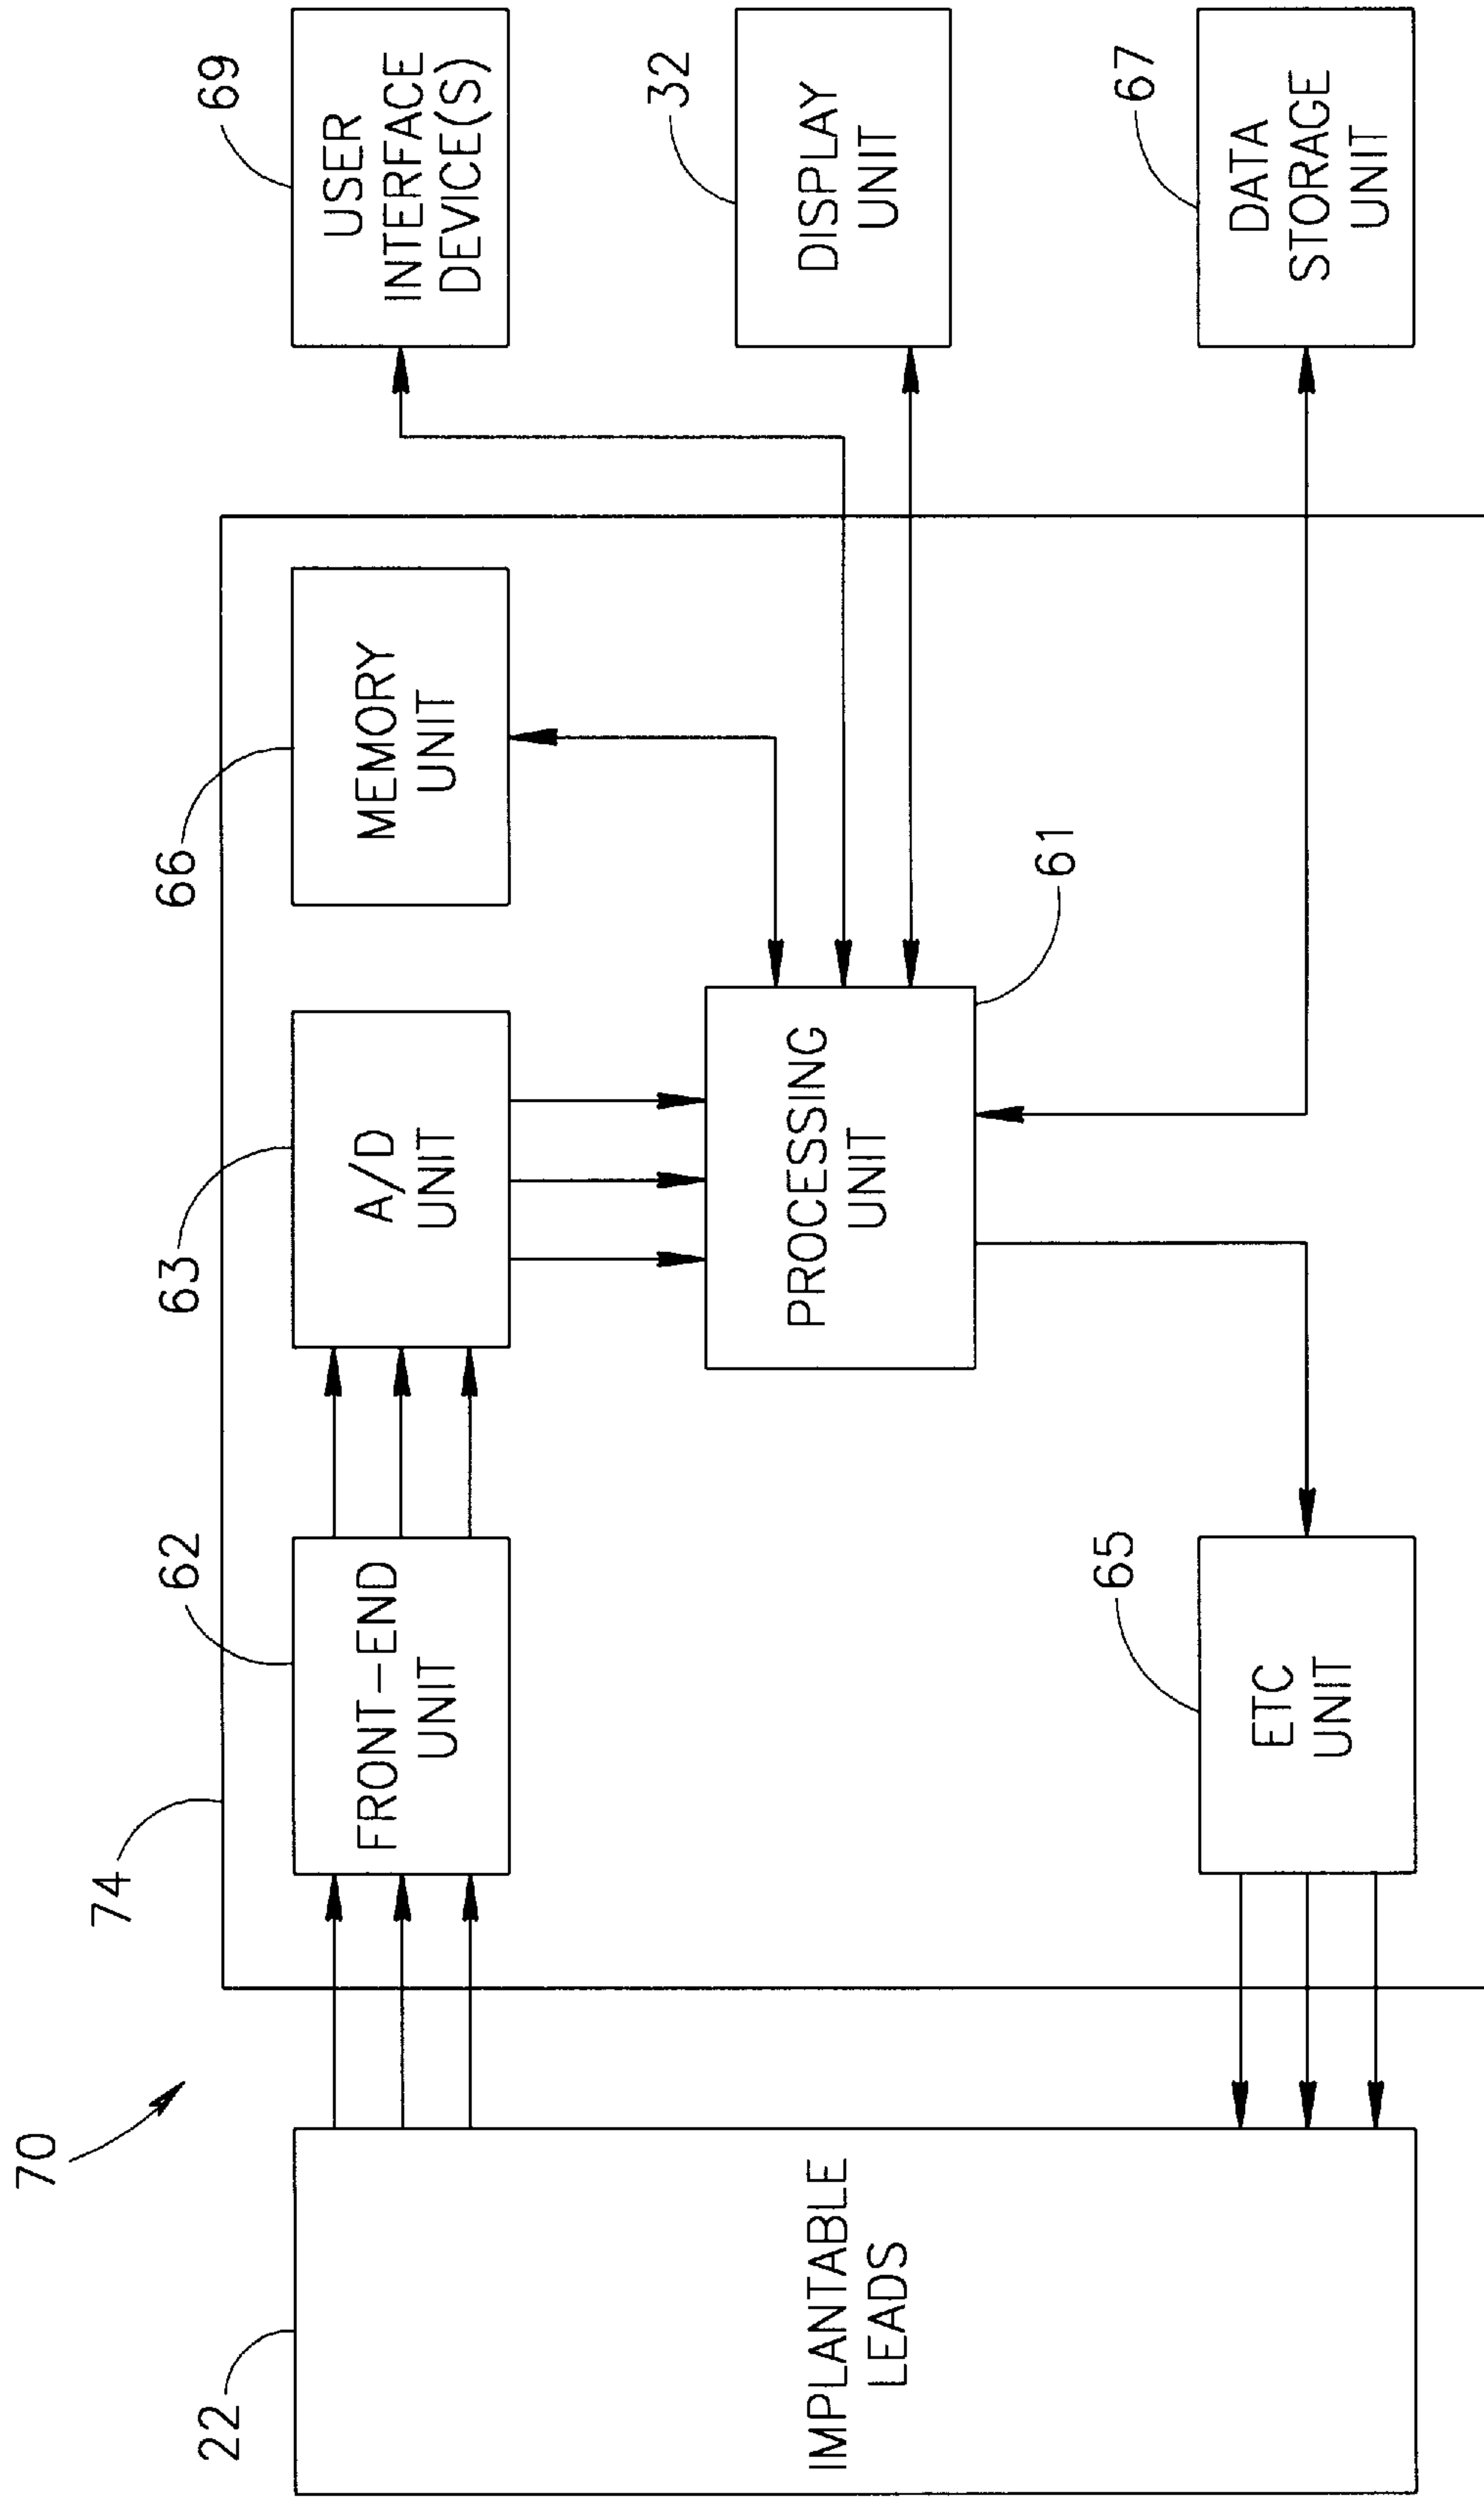 70
22
IMPLANTABLE
LEADS
74
62
FRONT-END
UNIT
63
A/D
UNIT
66
MEMORY
UNIT
69
USER
INTERFACE
DEVICE(S)
61
PROCESSING
UNIT
32
DISPLAY
UNIT
65
ETC
UNIT
67
DATA
STORAGE
UNIT